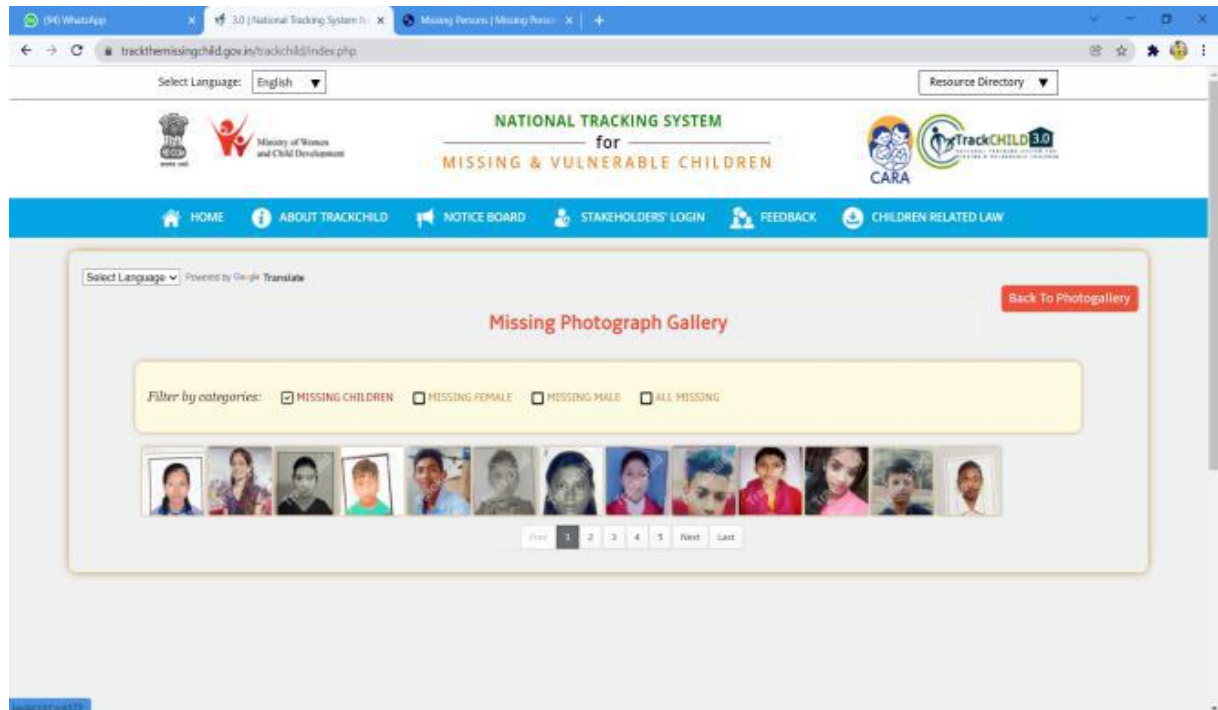 (94) WhatsApp
3.0 | National Tracking System fo
Missing Persons | Missing Person
trackthemissingchild.gov.in/trackchild/index.php
Select Language: English
Resource Directory
Ministry of Women
and Child Development
NATIONAL TRACKING SYSTEM
for
MISSING & VULNERABLE CHILDREN
CARA
TrackCHILD 3.0
HOME ABOUT TRACKCHILD NOTICE BOARD STAKEHOLDERS' LOGIN FEEDBACK CHILDREN RELATED LAW
Select Language Powered by Google Translate
Back To Photogallery
Missing Photograph Gallery
Filter by categories: MISSING CHILDREN MISSING FEMALE MISSING MALE ALL MISSING
Prev 1 2 3 4 5 Next Last